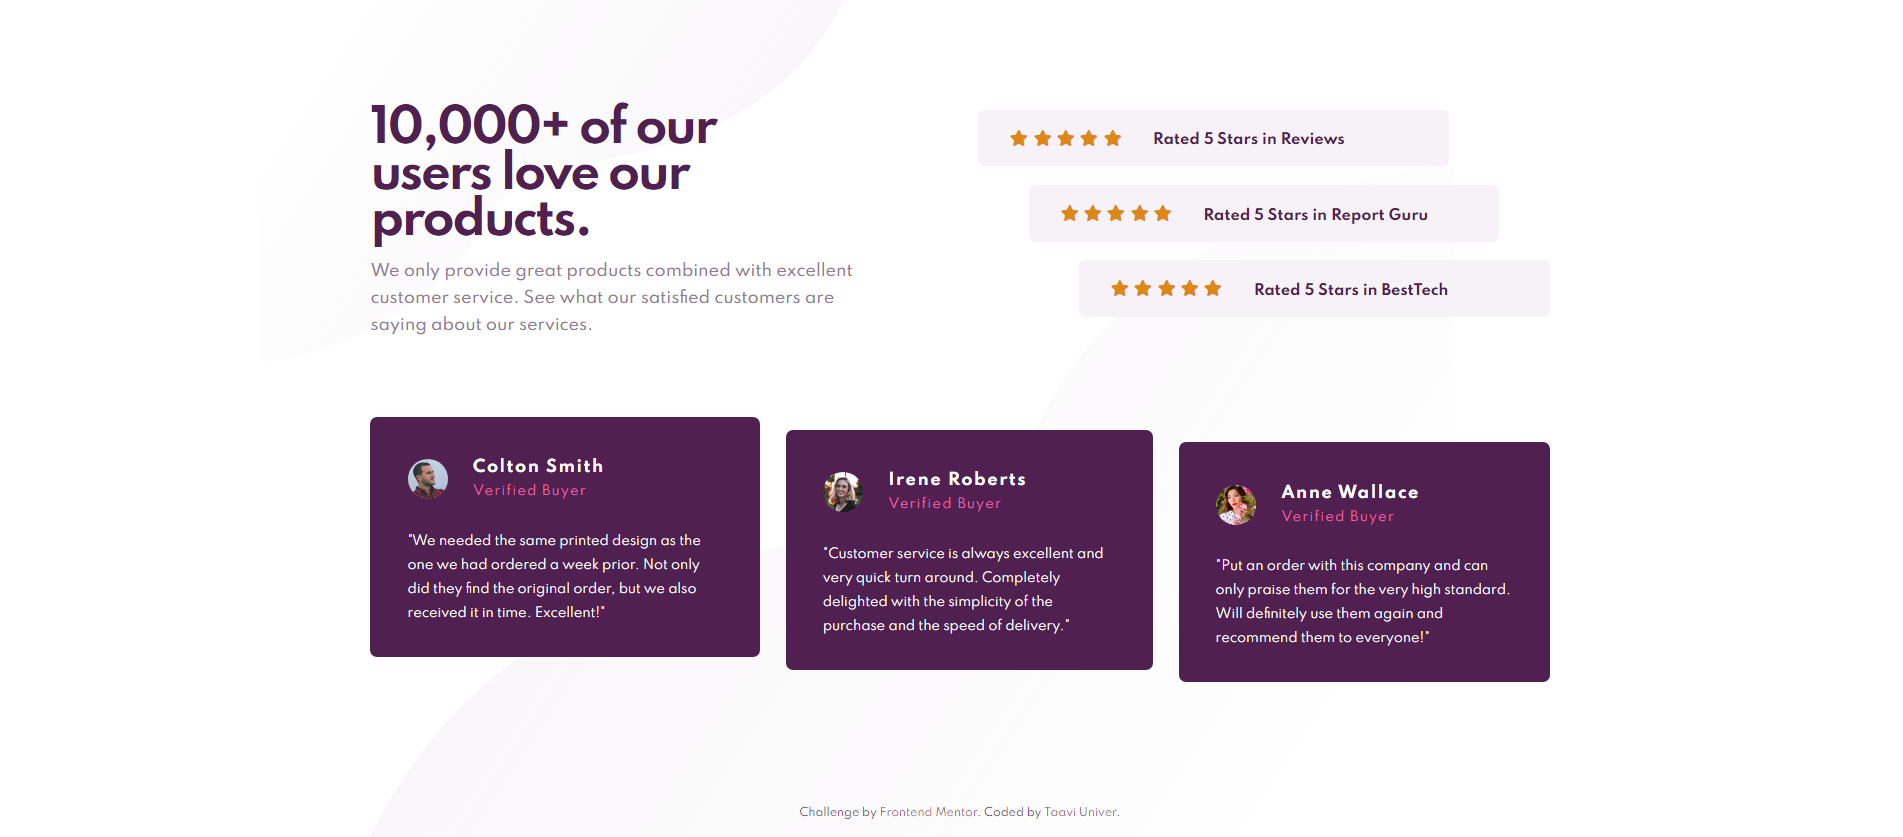 10,000+ of our
users love our
products.
We only provide great products combined with excellent
customer service. See what our satisfied customers are
saying about our services.
Rated 5 Stars in Reviews
Rated 5 Stars in Report Guru
Rated 5 Stars in BestTech
Colton Smith
Verified Buyer
"We needed the same printed design as the
one we had ordered a week prior. Not only
did they find the original order, but we also
received it in time. Excellent!"
Irene Roberts
Verified Buyer
"Customer service is always excellent and
very quick turn around. Completely
delighted with the simplicity of the
purchase and the speed of delivery."
Anne Wallace
Verified Buyer
"Put an order with this company and can
only praise them for the very high standard.
Will definitely use them again and
recommend them to everyone!"
Challenge by Frontend Mentor. Coded by Taavi Univer.